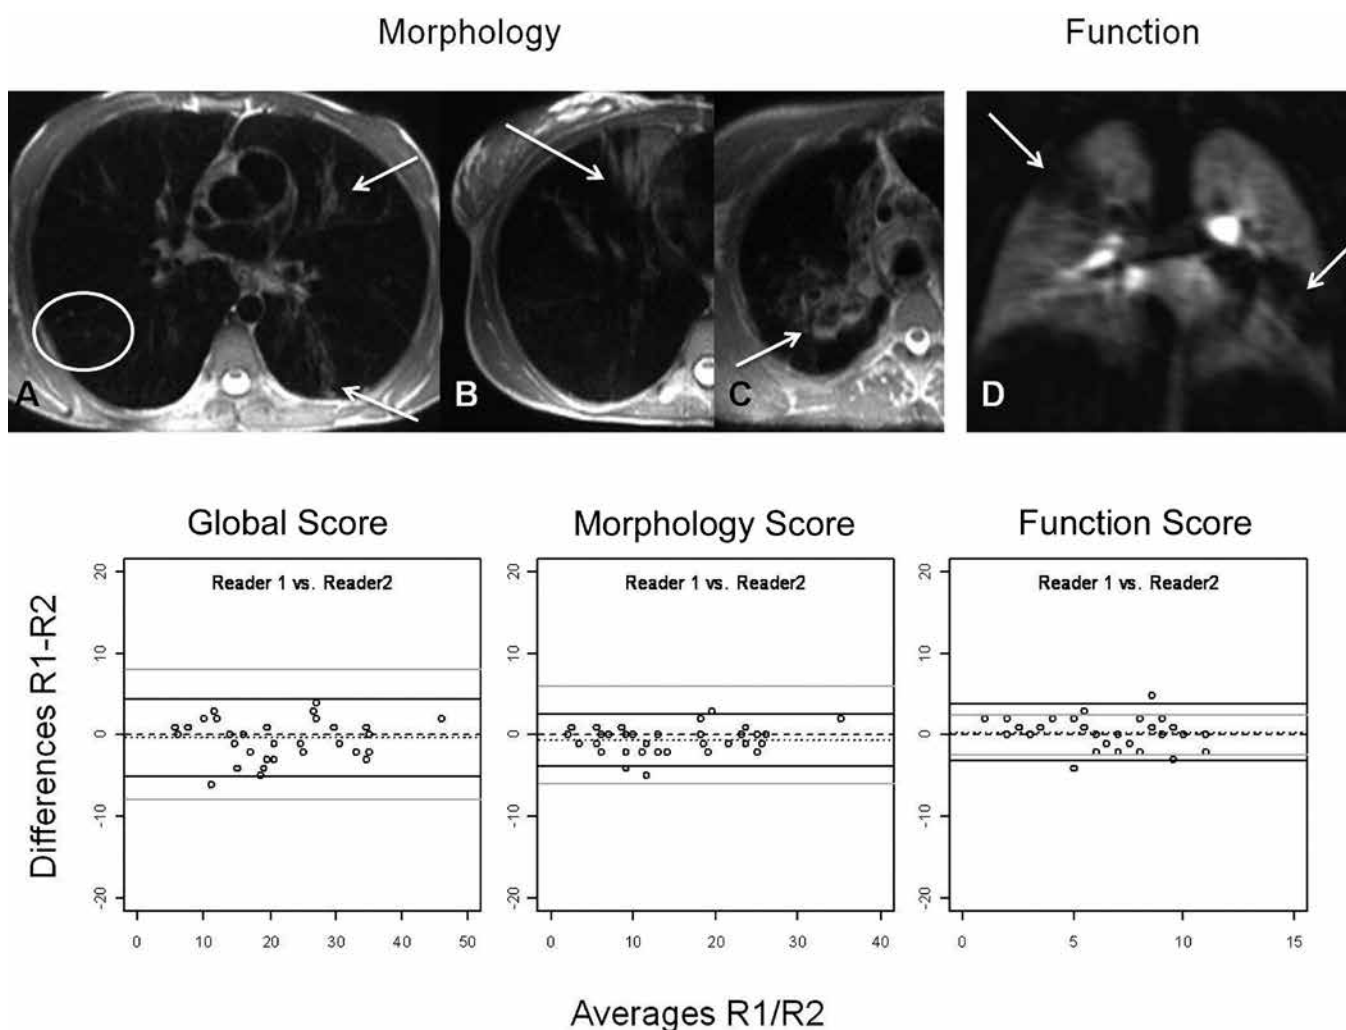 Morphology
Function
A
B
C
D
Global Score
Morphology Score
Function Score
Differences R1-R2
20
10
0
-10
-20
Reader 1 vs. Reader2
0
10
20
30
40
50
20
10
0
-10
-20
Reader 1 vs. Reader2
0
10
20
30
40
20
10
0
-10
-20
Reader 1 vs. Reader2
0
5
10
15
Averages R1/R2